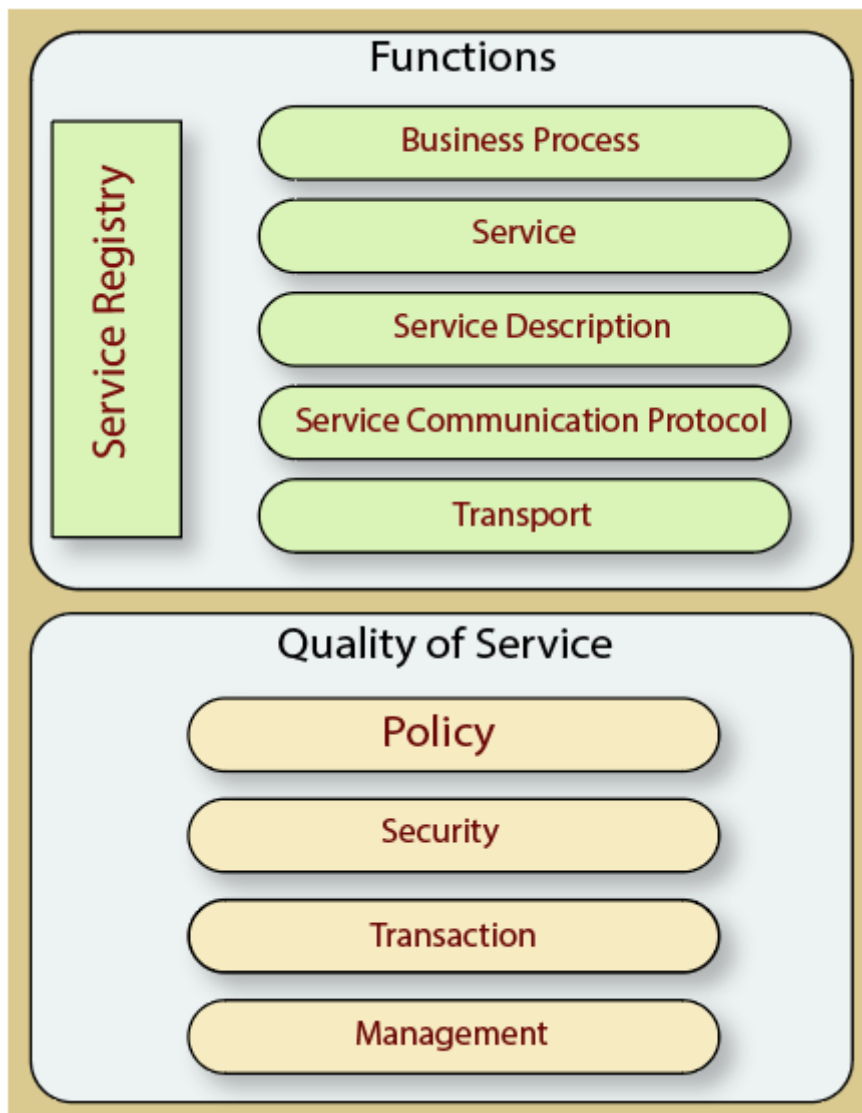 Functions
Service Registry
Business Process
Service
Service Description
Service Communication Protocol
Transport
Quality of Service
Policy
Security
Transaction
Management